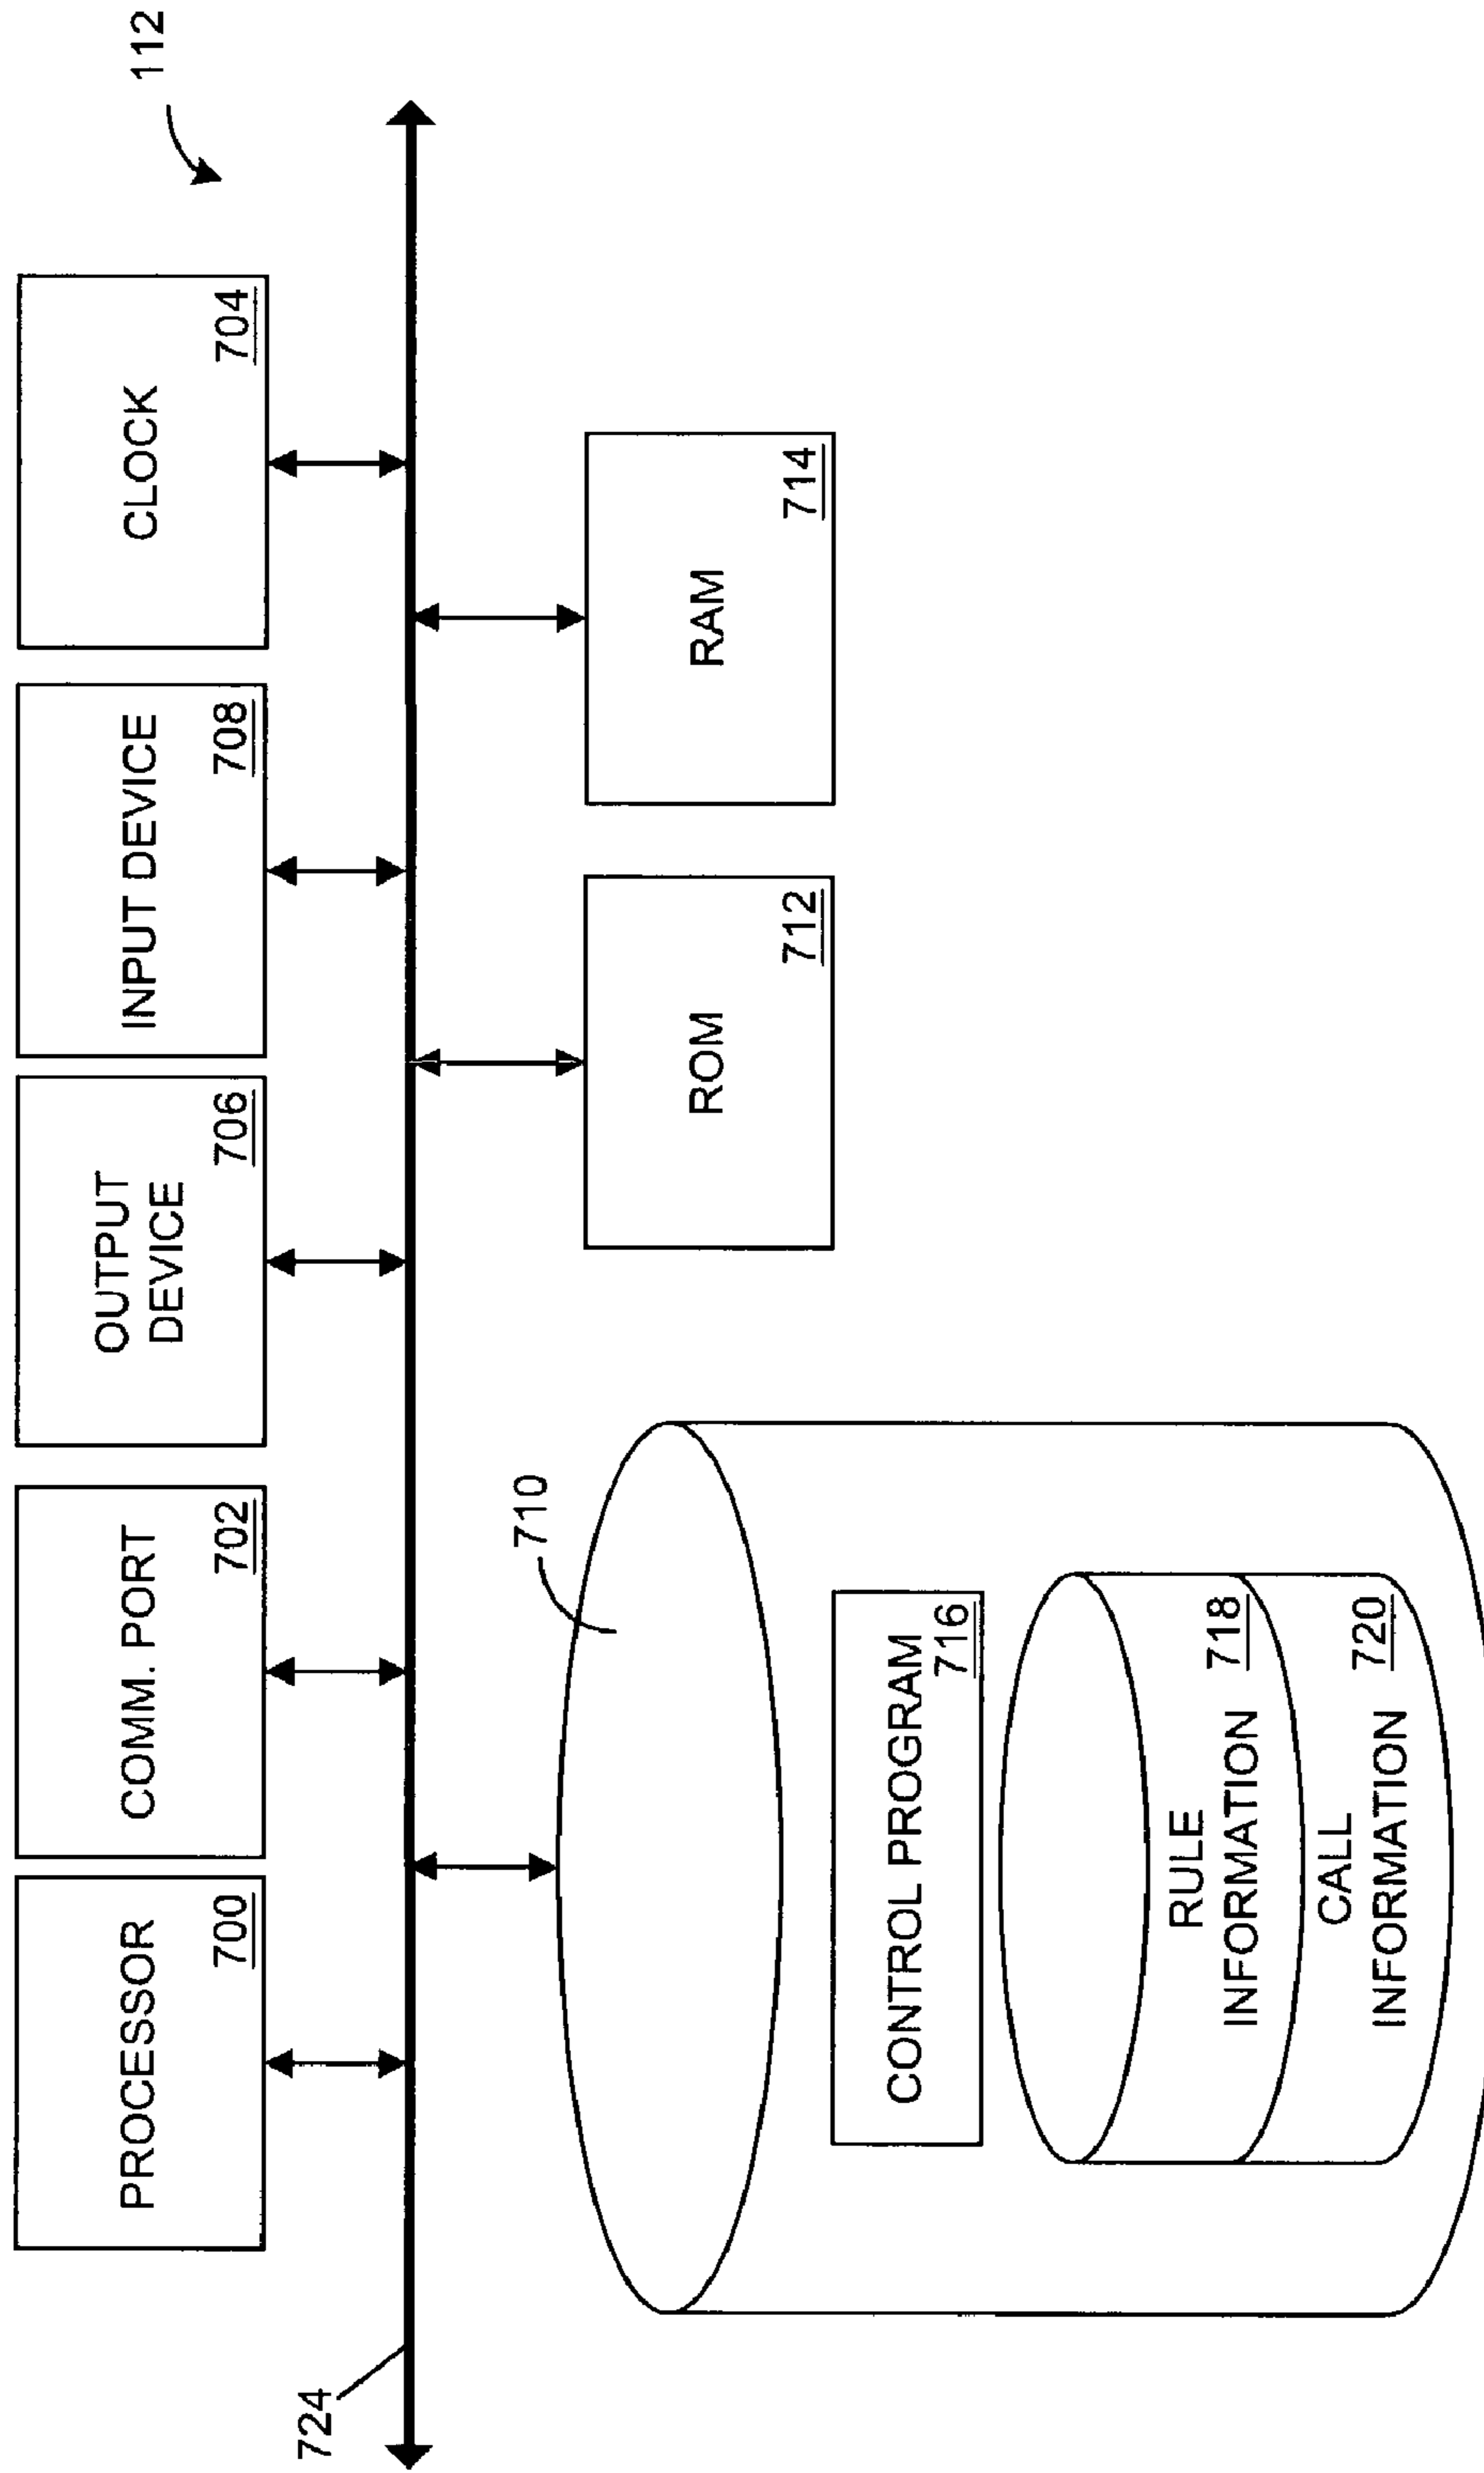 112
PROCESSOR
700
COMM. PORT
702
OUTPUT
DEVICE
706
INPUT DEVICE
708
CLOCK
704
724
710
CONTROL PROGRAM
716
RULE
INFORMATION 718
CALL
INFORMATION 720
ROM
712
RAM
714